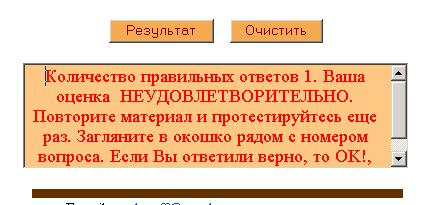 Результат Очистить
Количество правильных ответов 1. Ваша
оценка НЕУДОВЛЕТВОРИТЕЛЬНО.
Повторите материал и протестируйтесь еще
раз. Загляните в окошко рядом с номером
вопроса. Если Вы ответили верно, то ОК!,